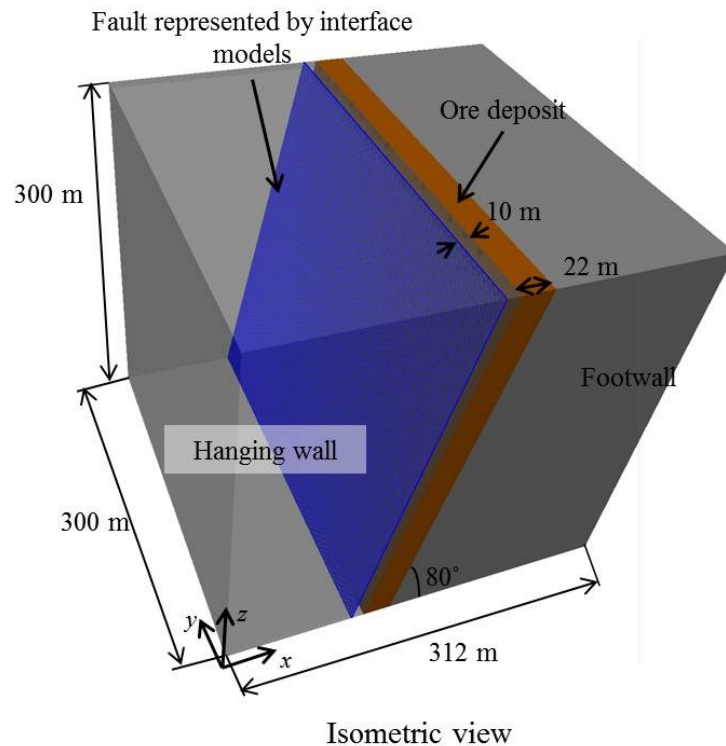 Fault represented by interface
models
Ore deposit
300 m
10 m
22 m
Footwall
Hanging wall
300 m
80˚
y
z
x
312 m
Isometric view